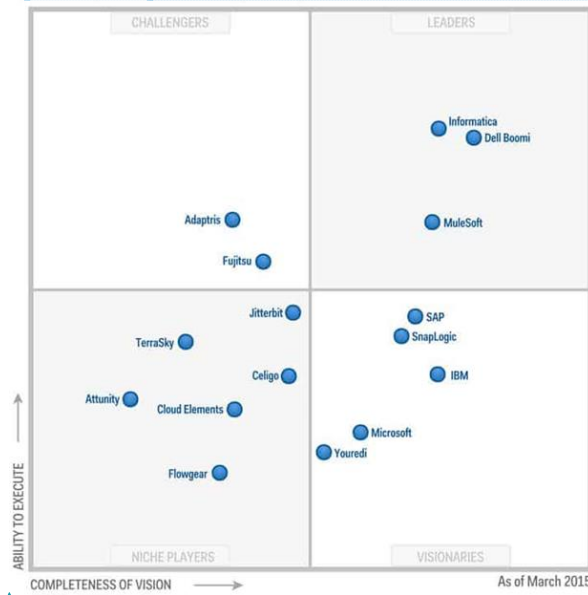 CHALLENGERS
LEADERS
Informatica
Dell Boomi
Adaptris
MuleSoft
Fujitsu
Jitterbit
SAP
TerraSky
SnapLogic
Celigo
IBM
Attunity
Cloud Elements
Microsoft
Youredi
Flowgear
ABILITY TO EXECUTE
NICHE PLAYERS
VISIONARIES
COMPLETENESS OF VISION
As of March 2015